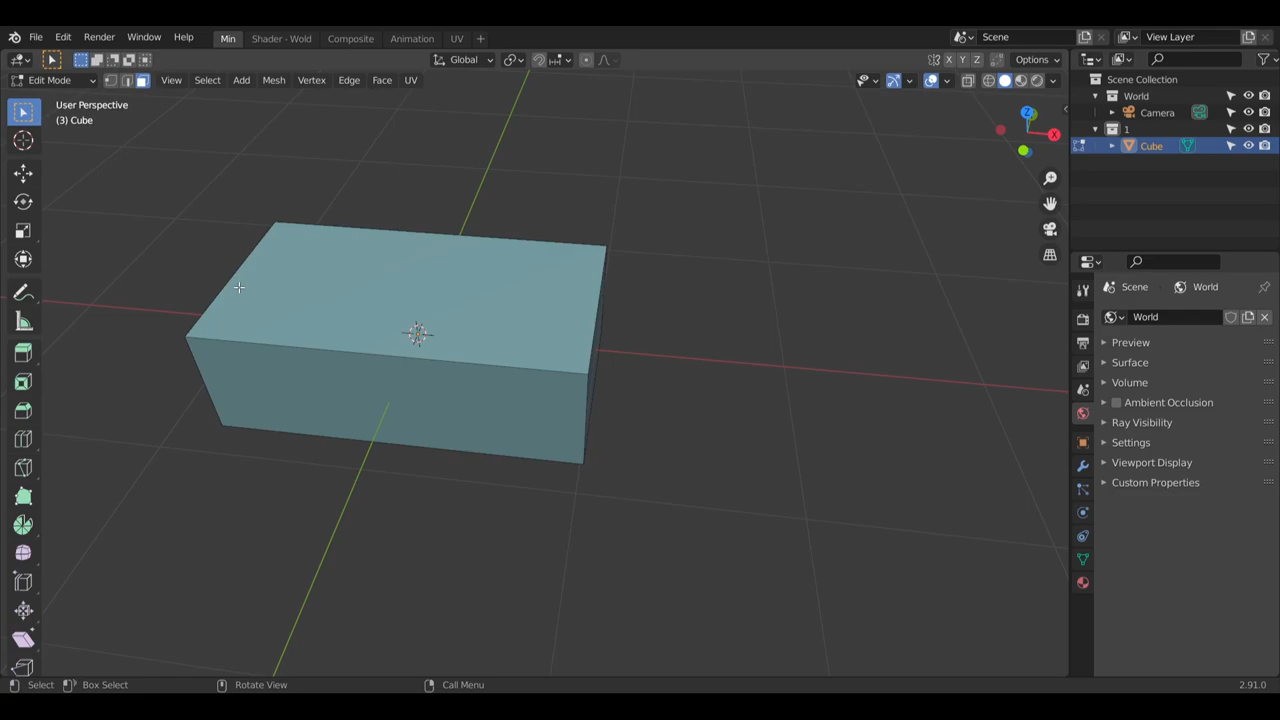 File Edit Render Window Help Min Shader - Wold Composite Animation UV Scene View Layer
Global X Y Z Options
Edit Mode View Select Add Mesh Vertex Edge Face UV
User Perspective
(3) Cube
Z
X
Scene Collection
World
Camera
1
Cube
Scene World
World
Preview
Surface
Volume
Ambient Occlusion
Ray Visibility
Settings
Viewport Display
Custom Properties
Select Box Select Rotate View Call Menu 2.91.0